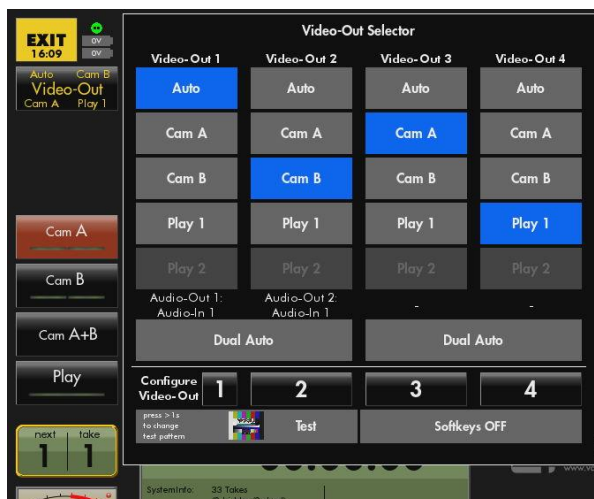 EXIT
16:09
0V
0V
Auto Cam B
Video-Out
Cam A Play 1
Cam A
Cam B
Cam A+B
Play
next take
1 1
Video-Out Selector
Video-Out 1 Video-Out 2 Video-Out 3 Video-Out 4
Auto Auto Auto Auto
Cam A Cam A Cam A Cam A
Cam B Cam B Cam B Cam B
Play 1 Play 1 Play 1 Play 1
Play 2 Play 2 Play 2 Play 2
Audio-Out 1: Audio-Out 2:
Audio-In 1 Audio-In 1 - -
Dual Auto Dual Auto
Configure
Video-Out 1 2 3 4
press > 1s
to change
test pattern
Test Softkeys OFF
Systeminfo: 33 Takes